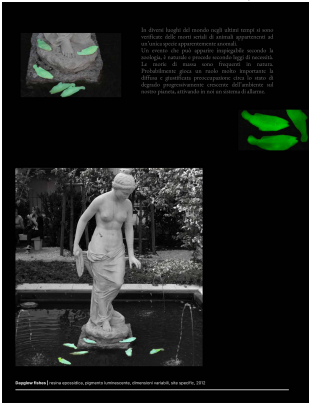 In diversi luoghi del mondo negli ultimi tempi si sono
verificate delle morti seriali di animali appartenenti ad
un'unica specie apparentemente anomali.
Un evento che può apparire inspiegabile secondo la
zoologia, è naturale e procede secondo leggi di necessità.
Le morie di massa sono frequenti in natura.
Probabilmente gioca un ruolo molto importante la
diffusa e giustificata preoccupazione circa lo stato di
degrado progressivamente crescente dell'ambiente sul
nostro pianeta, attivando in noi un sistema di allarme.
Deepglow fishes | resina epossidica, pigmento luminescente, dimensioni variabili, site specific, 2012